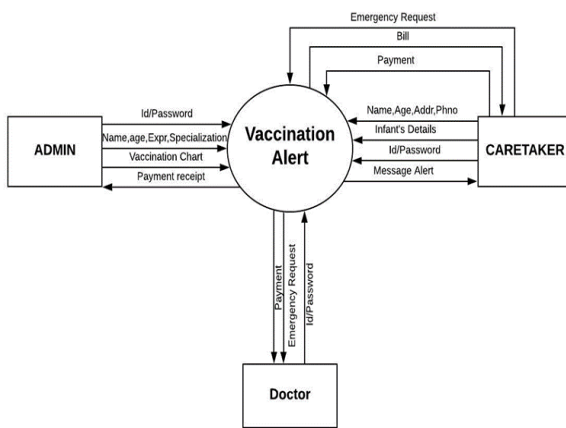 Emergency Request
Bill
Payment
Id/Password
Name,age,Expr,Specialization
Vaccination Chart
Payment receipt
ADMIN
Vaccination
Alert
Name,Age,Addr,Phno
Infant's Details
Id/Password
Message Alert
CARETAKER
Payment
Emergency Request
Id/Password
Doctor